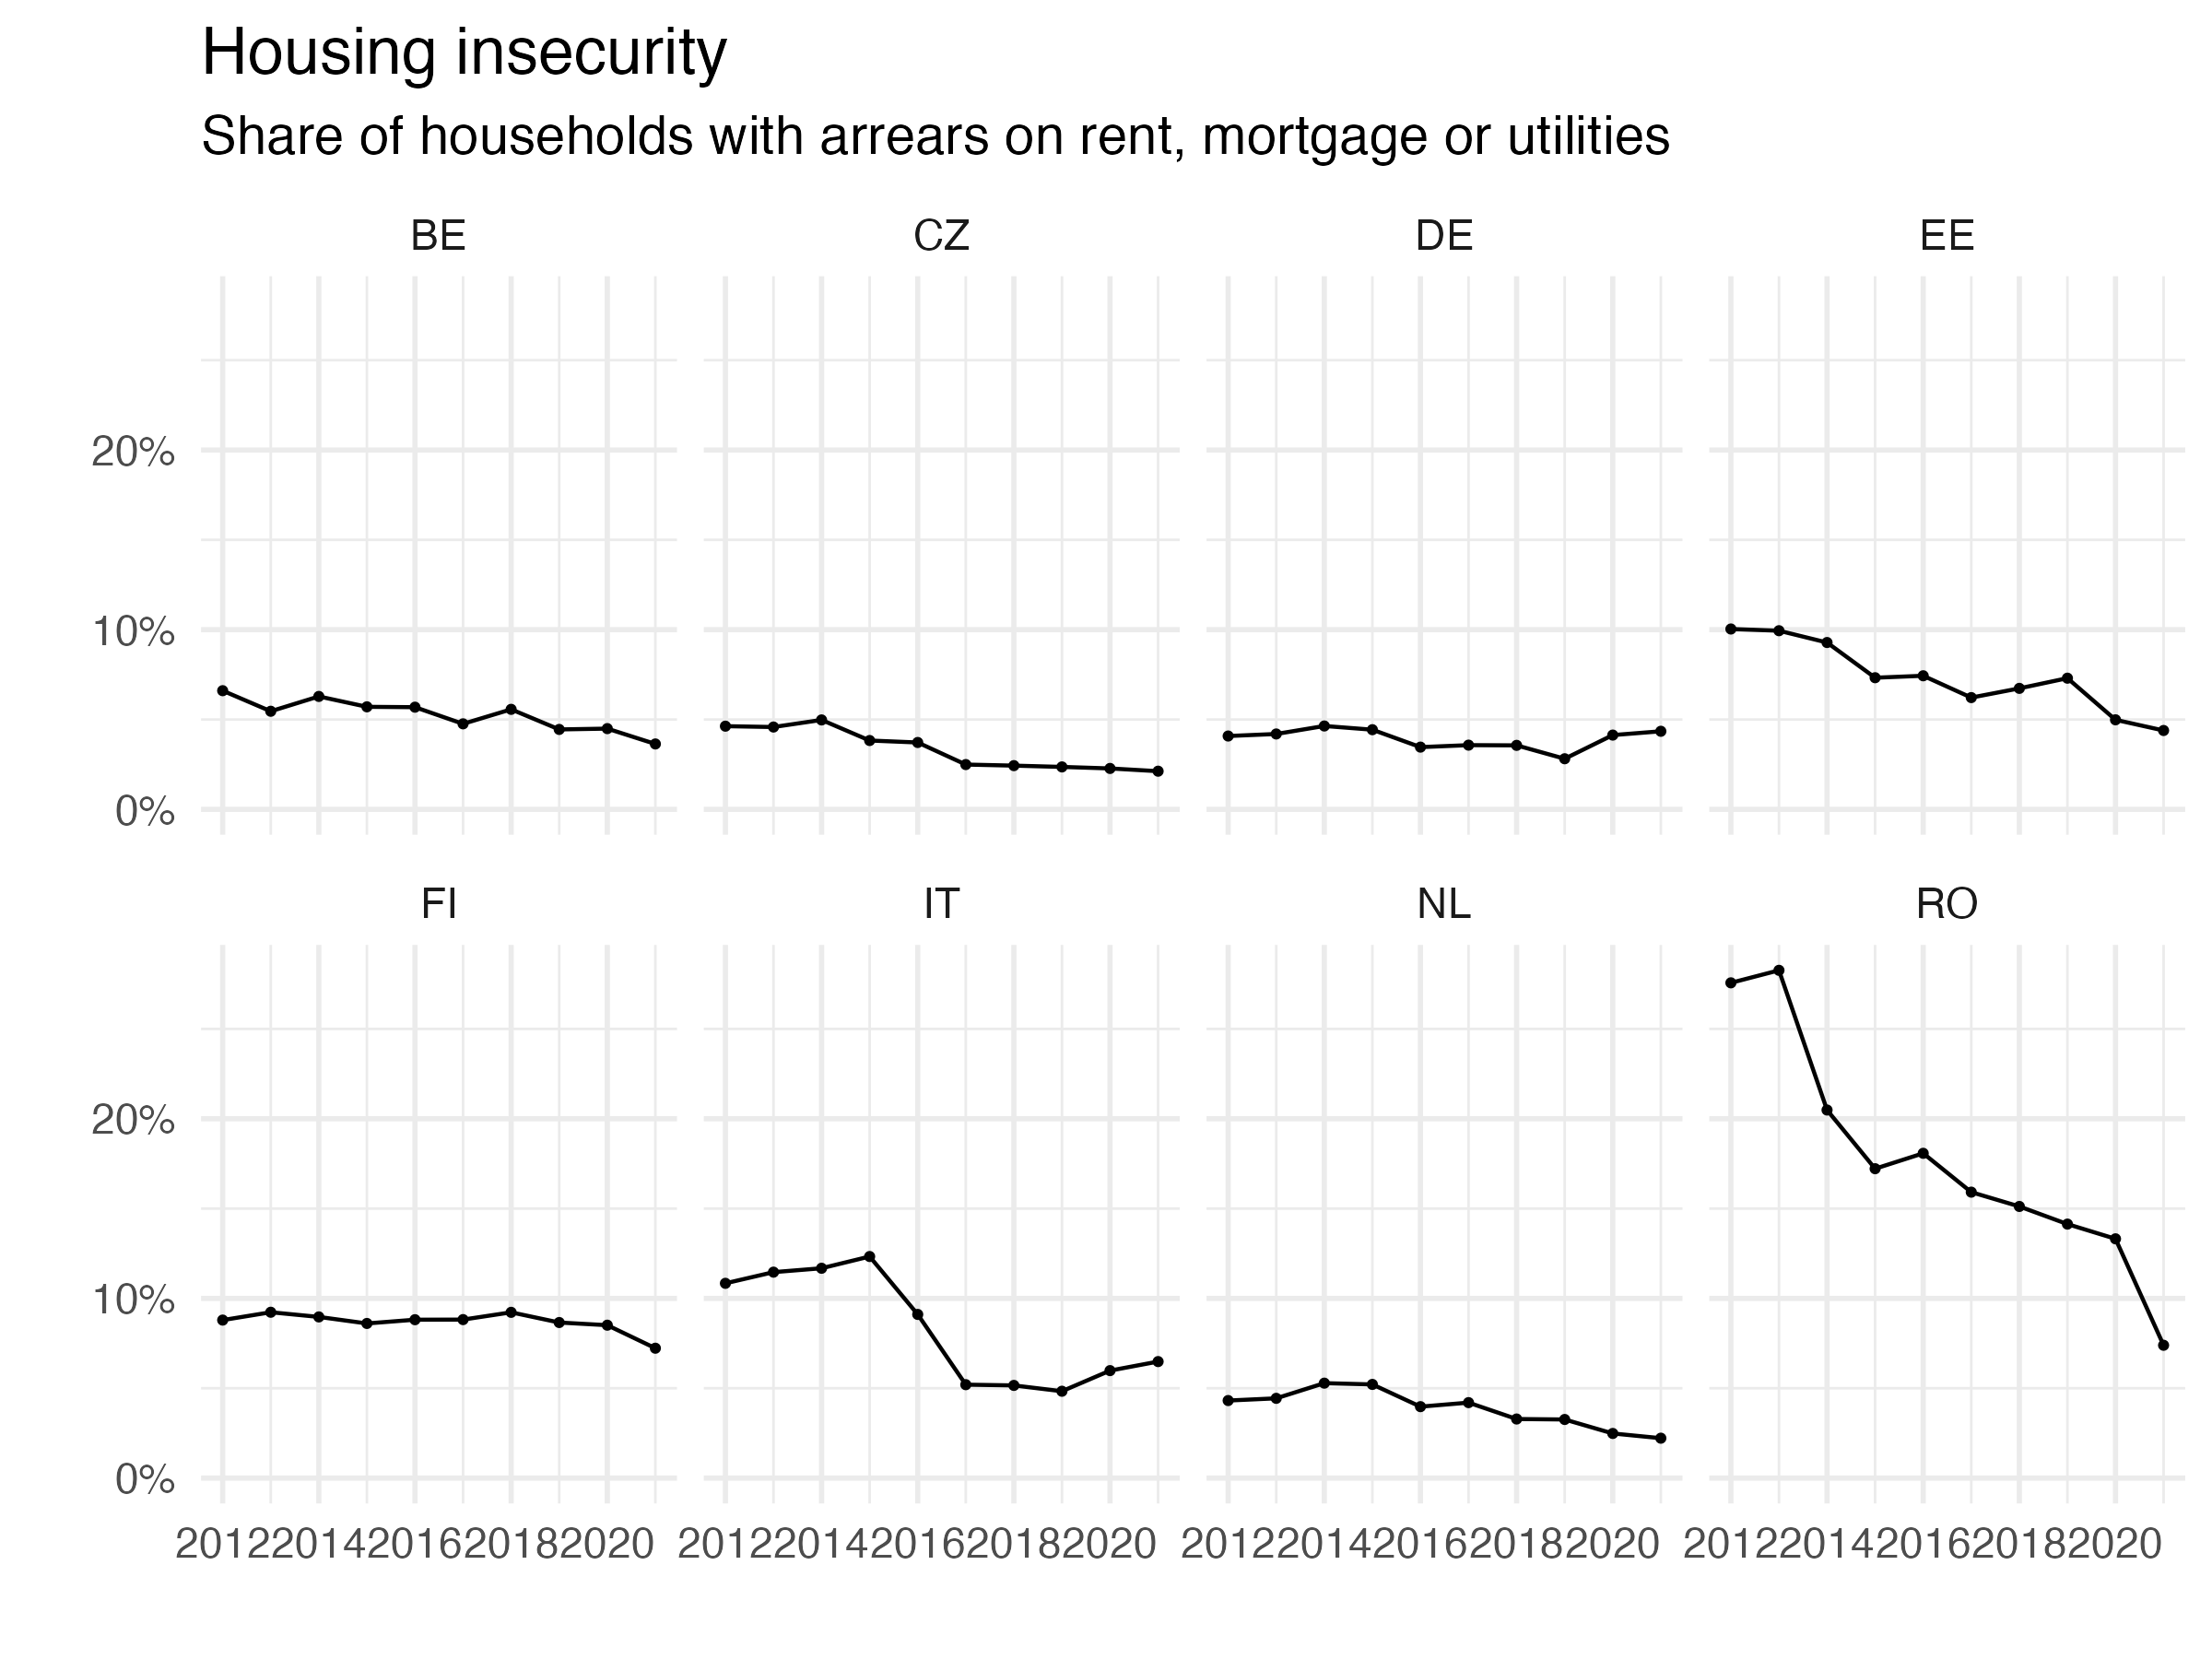 Housing insecurity
Share of households with arrears on rent, mortgage or utilities
BE CZ DE EE
20%
10%
0%
FI IT NL RO
20%
10%
0%
20122014201620182020 20122014201620182020 20122014201620182020 20122014201620182020